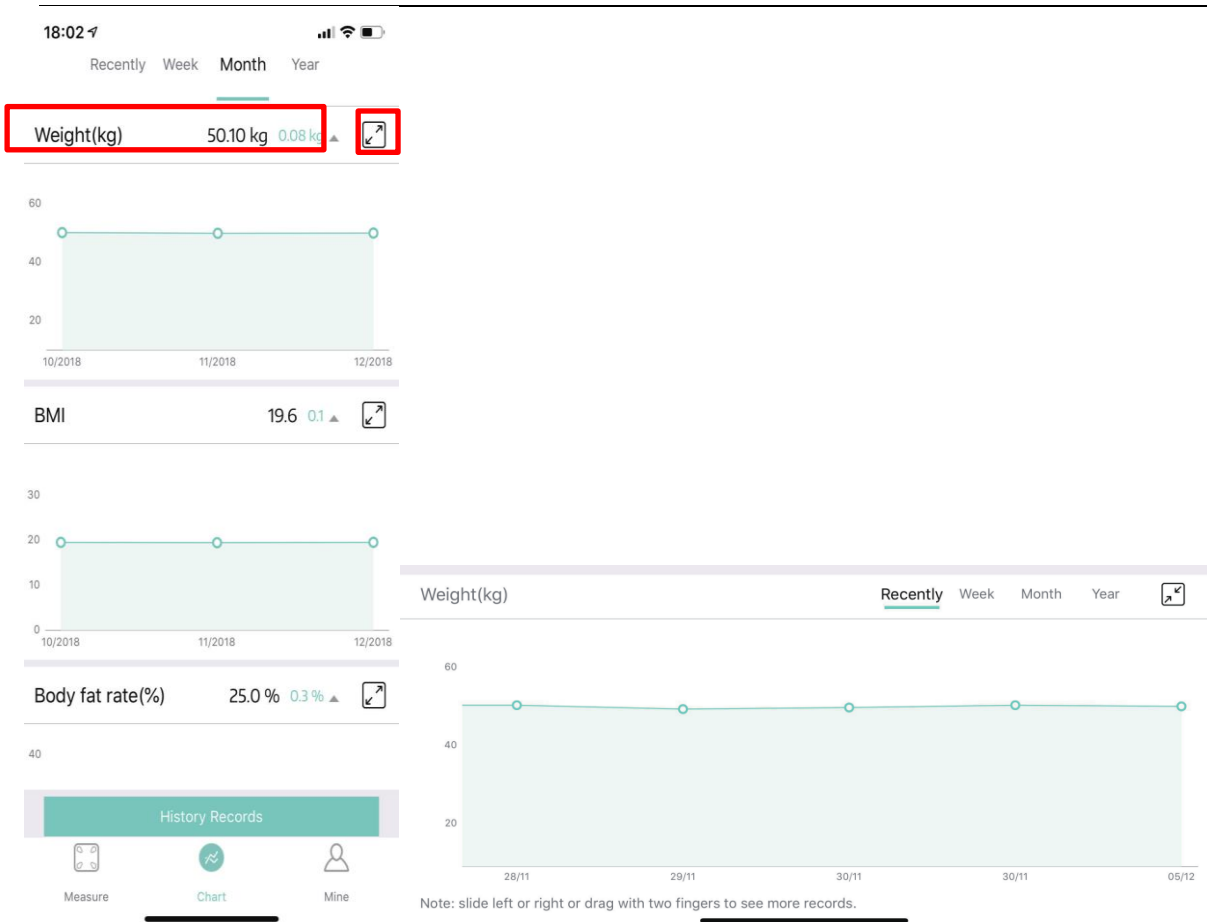 18:02
Recently Week Month Year
Weight(kg) 50.10 kg 0.08 kg
60
40
20
10/2018 11/2018 12/2018
BMI 19.6 0.1
30
20
10
0
10/2018 11/2018 12/2018
Body fat rate(%) 25.0 % 0.3 %
40
History Records
Measure Chart Mine
Weight(kg) Recently Week Month Year
60
40
20
28/11 29/11 30/11 30/11 05/12
Note: slide left or right or drag with two fingers to see more records.